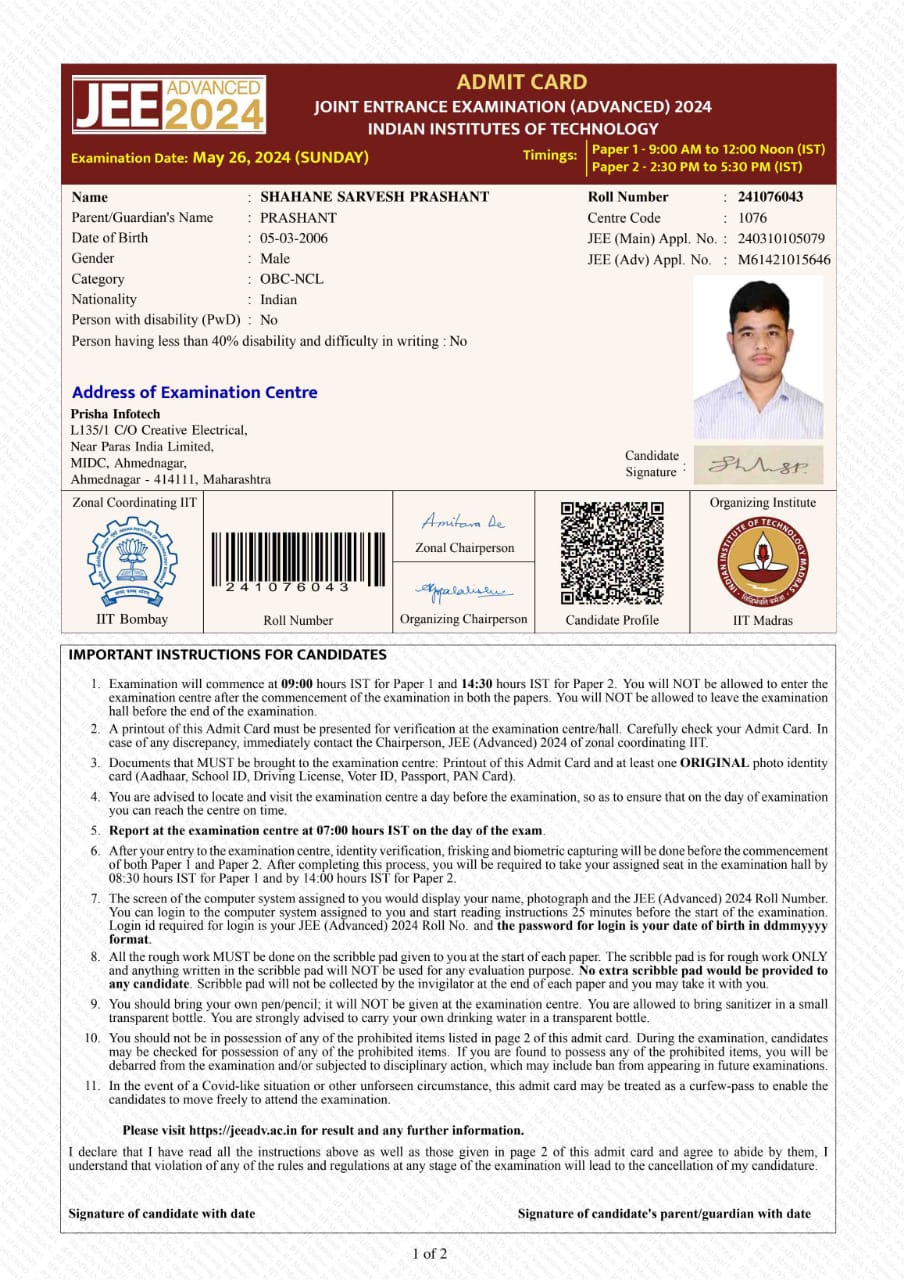 JEE ADVANCED 2024
ADMIT CARD
JOINT ENTRANCE EXAMINATION (ADVANCED) 2024
INDIAN INSTITUTES OF TECHNOLOGY
Examination Date: May 26, 2024 (SUNDAY)
Timings: Paper 1 - 9:00 AM to 12:00 Noon (IST)
Paper 2 - 2:30 PM to 5:30 PM (IST)
Name : SHAHANE SARVESH PRASHANT
Parent/Guardian's Name : PRASHANT
Date of Birth : 05-03-2006
Gender : Male
Category : OBC-NCL
Nationality : Indian
Person with disability (PwD) : No
Person having less than 40% disability and difficulty in writing : No
Roll Number : 241076043
Centre Code : 1076
JEE (Main) Appl. No. : 240310105079
JEE (Adv) Appl. No. : M61421015646
Address of Examination Centre
Prisha Infotech
L135/1 C/O Creative Electrical,
Near Paras India Limited,
MIDC, Ahmednagar,
Ahmednagar - 414111, Maharashtra
Candidate
Signature :
Zonal Coordinating IIT
IIT Bombay
241076043
Roll Number
Amitava De
Zonal Chairperson
Organizing Chairperson
Candidate Profile
Organizing Institute
INDIAN INSTITUTE OF TECHNOLOGY MADRAS
IIT Madras
IMPORTANT INSTRUCTIONS FOR CANDIDATES
1. Examination will commence at 09:00 hours IST for Paper 1 and 14:30 hours IST for Paper 2. You will NOT be allowed to enter the
examination centre after the commencement of the examination in both the papers. You will NOT be allowed to leave the examination
hall before the end of the examination.
2. A printout of this Admit Card must be presented for verification at the examination centre/hall. Carefully check your Admit Card. In
case of any discrepancy, immediately contact the Chairperson, JEE (Advanced) 2024 of zonal coordinating IIT.
3. Documents that MUST be brought to the examination centre: Printout of this Admit Card and at least one ORIGINAL photo identity
card (Aadhaar, School ID, Driving License, Voter ID, Passport, PAN Card).
4. You are advised to locate and visit the examination centre a day before the examination, so as to ensure that on the day of examination
you can reach the centre on time.
5. Report at the examination centre at 07:00 hours IST on the day of the exam.
6. After your entry to the examination centre, identity verification, frisking and biometric capturing will be done before the commencement
of both Paper 1 and Paper 2. After completing this process, you will be required to take your assigned seat in the examination hall by
08:30 hours IST for Paper 1 and by 14:00 hours IST for Paper 2.
7. The screen of the computer system assigned to you would display your name, photograph and the JEE (Advanced) 2024 Roll Number.
You can login to the computer system assigned to you and start reading instructions 25 minutes before the start of the examination.
Login id required for login is your JEE (Advanced) 2024 Roll No. and the password for login is your date of birth in ddmmyyyy
format.
8. All the rough work MUST be done on the scribble pad given to you at the start of each paper. The scribble pad is for rough work ONLY
and anything written in the scribble pad will NOT be used for any evaluation purpose. No extra scribble pad would be provided to
any candidate. Scribble pad will not be collected by the invigilator at the end of each paper and you may take it with you.
9. You should bring your own pen/pencil; it will NOT be given at the examination centre. You are allowed to bring sanitizer in a small
transparent bottle. You are strongly advised to carry your own drinking water in a transparent bottle.
10. You should not be in possession of any of the prohibited items listed in page 2 of this admit card. During the examination, candidates
may be checked for possession of any of the prohibited items. If you are found to possess any of the prohibited items, you will be
debarred from the examination and/or subjected to disciplinary action, which may include ban from appearing in future examinations.
11. In the event of a Covid-like situation or other unforseen circumstance, this admit card may be treated as a curfew-pass to enable the
candidates to move freely to attend the examination.
Please visit https://jeeadv.ac.in for result and any further information.
I declare that I have read all the instructions above as well as those given in page 2 of this admit card and agree to abide by them, I
understand that violation of any of the rules and regulations at any stage of the examination will lead to the cancellation of my candidature.
Signature of candidate with date
Signature of candidate's parent/guardian with date
1 of 2